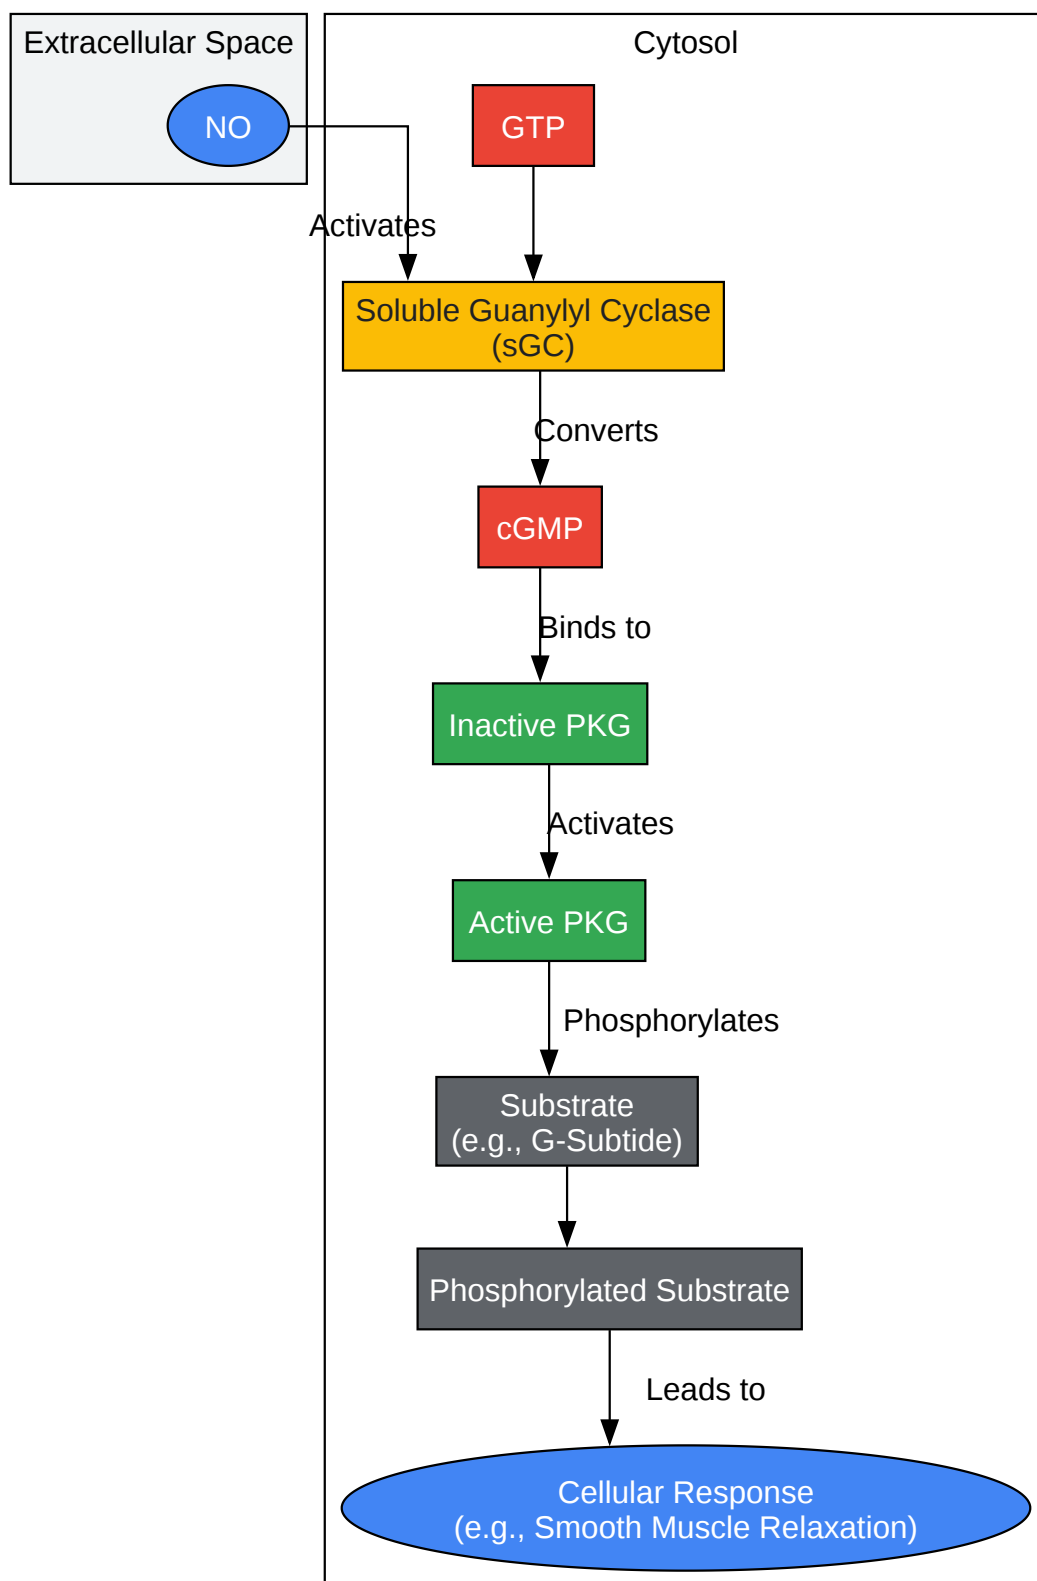 Extracellular Space
Cytosol
NO
GTP
Activates
Soluble Guanylyl Cyclase
(sGC)
Converts
cGMP
Binds to
Inactive PKG
Activates
Active PKG
Phosphorylates
Substrate
(e.g., G-Subtide)
Phosphorylated Substrate
Leads to
Cellular Response
(e.g., Smooth Muscle Relaxation)